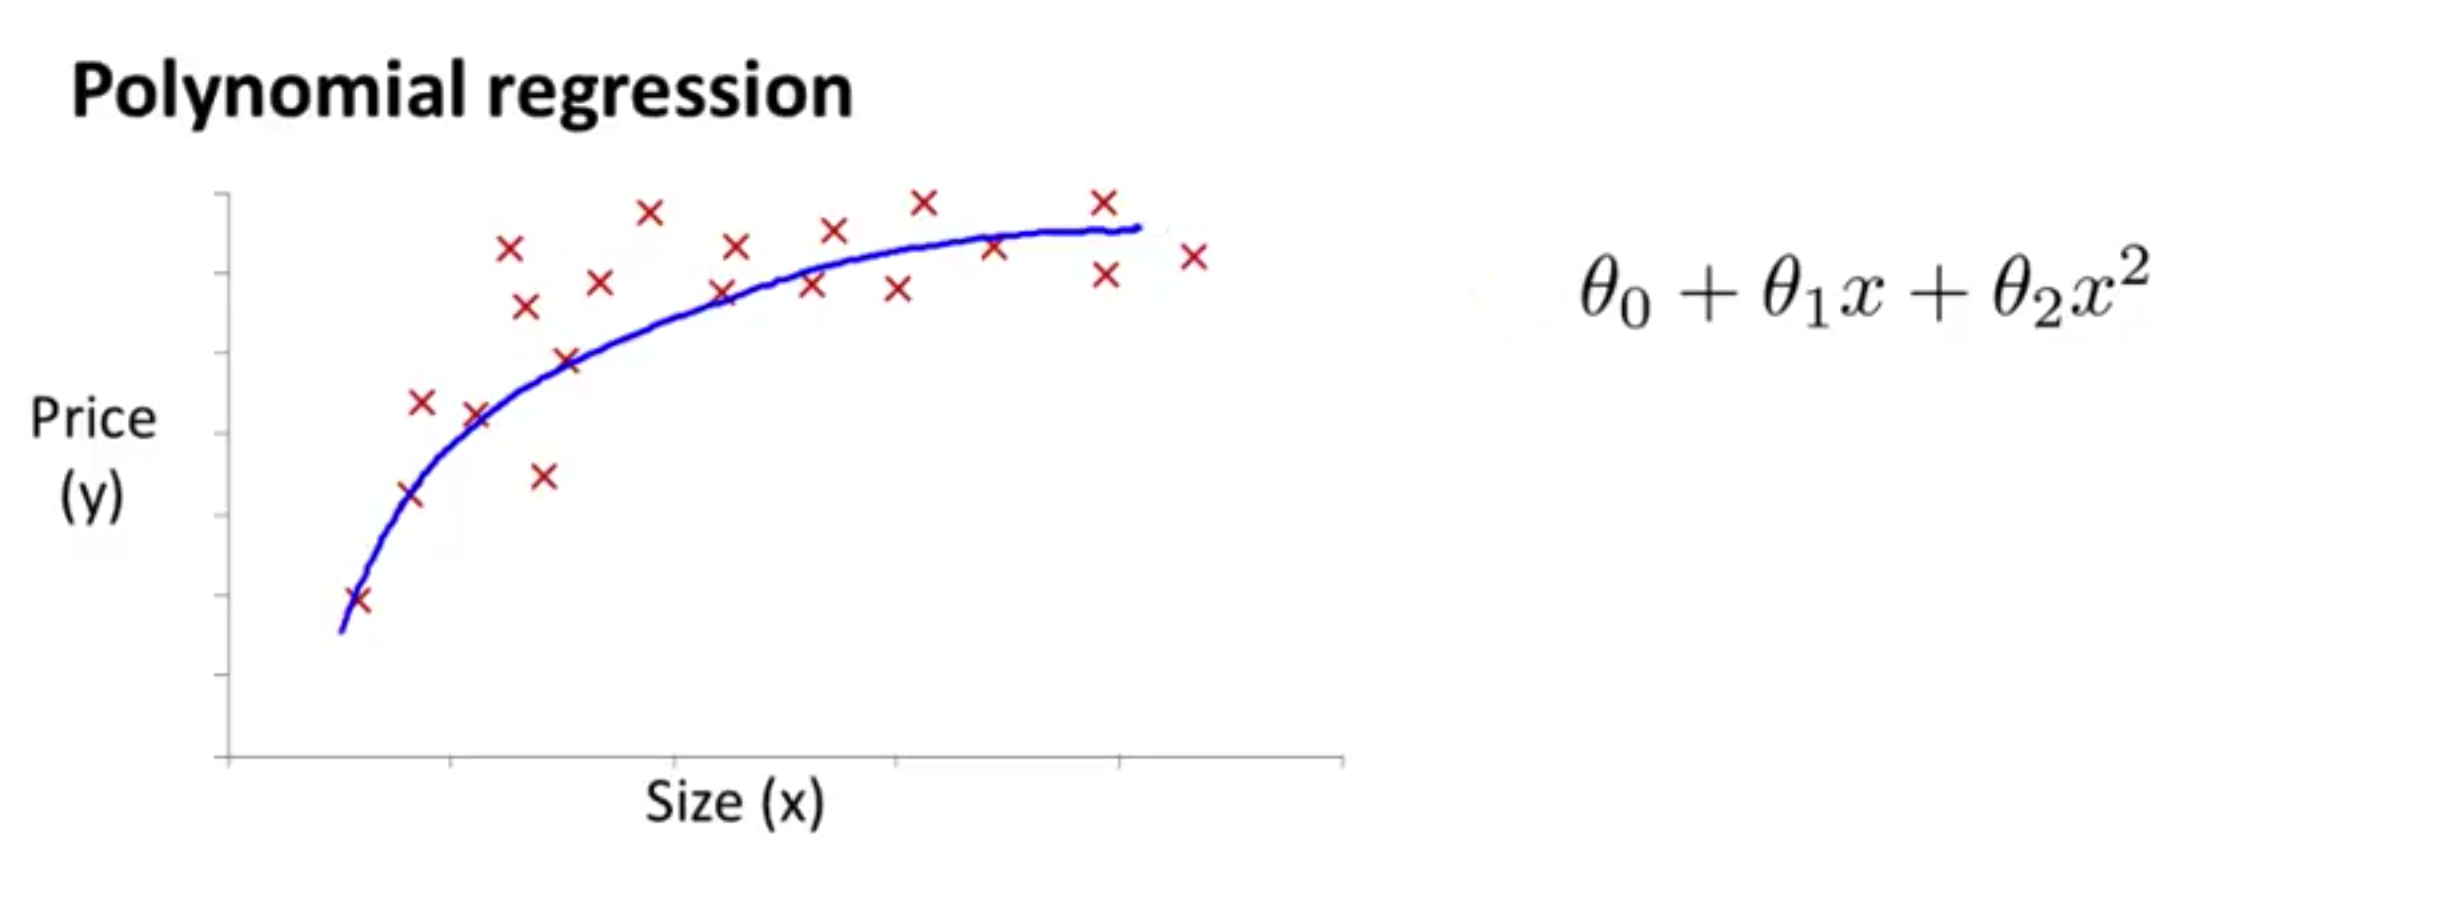 Polynomial regression
Price
(y)
Size (x)
θ₀ + θ₁x + θ₂x²